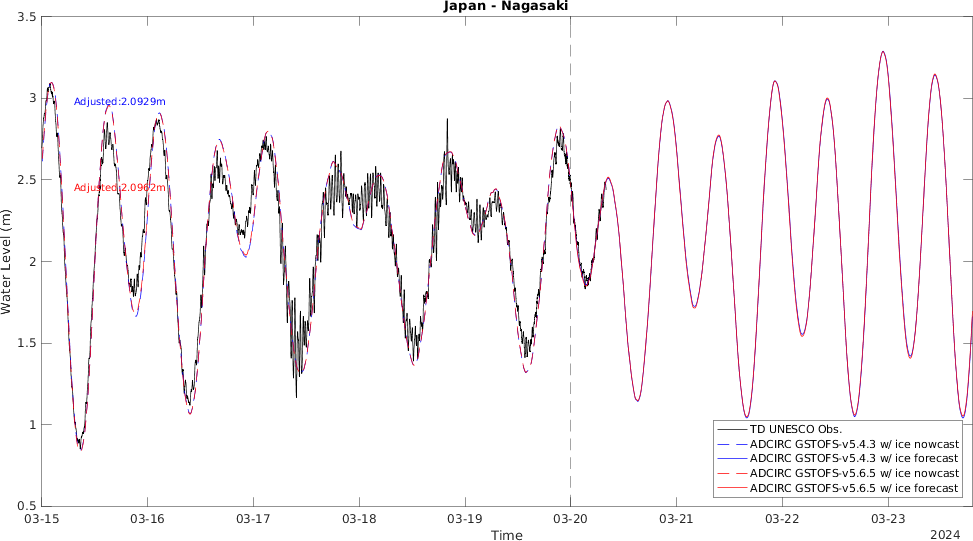 Japan - Nagasaki
3.5
3
2.5
2
1.5
1
0.5
Water Level (m)
Adjusted:2.0929m
Adjusted:2.0962m
TD UNESCO Obs.
ADCIRC GSTOFS-v5.4.3 w/ ice nowcast
ADCIRC GSTOFS-v5.4.3 w/ ice forecast
ADCIRC GSTOFS-v5.6.5 w/ ice nowcast
ADCIRC GSTOFS-v5.6.5 w/ ice forecast
03-15 03-16 03-17 03-18 03-19 03-20 03-21 03-22 03-23
Time
2024